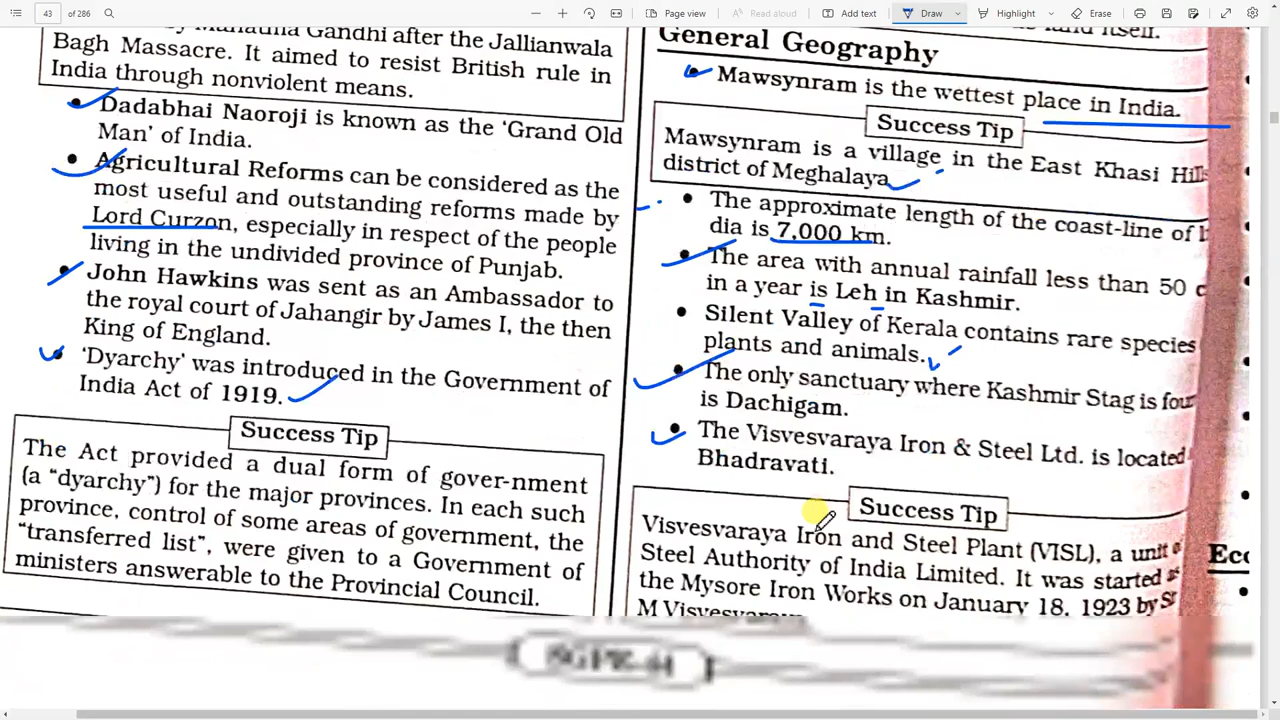 43 of 286
Page view
Read aloud
Add text
Draw
Highlight
Erase
Mahatma Gandhi after the Jallianwala
Bagh Massacre. It aimed to resist British rule in
India through nonviolent means.
• Dadabhai Naoroji is known as the ‘Grand Old
Man’ of India.
• Agricultural Reforms can be considered as the
most useful and outstanding reforms made by
Lord Curzon, especially in respect of the people
living in the undivided province of Punjab.
• John Hawkins was sent as an Ambassador to
the royal court of Jahangir by James I, the then
King of England.
• ‘Dyarchy’ was introduced in the Government of
India Act of 1919.
Success Tip
The Act provided a dual form of gover-nment
(a “dyarchy”) for the major provinces. In each such
province, control of some areas of government, the
“transferred list”, were given to a Government of
ministers answerable to the Provincial Council.
itself.
General Geography
• Mawsynram is the wettest place in India.
Success Tip
Mawsynram is a village in the East Khasi Hill
district of Meghalaya
• The approximate length of the coast-line of
dia is 7,000 km.
• The area with annual rainfall less than 50
in a year is Leh in Kashmir.
• Silent Valley of Kerala contains rare species
plants and animals.
• The only sanctuary where Kashmir Stag is
is Dachigam.
• The Visvesvaraya Iron & Steel Ltd. is located
Bhadravati.
Success Tip
Visvesvaraya Iron and Steel Plant (VISL), a unit
Steel Authority of India Limited. It was started
the Mysore Iron Works on January 18, 1923 by
M Visvesvaraya
Ec